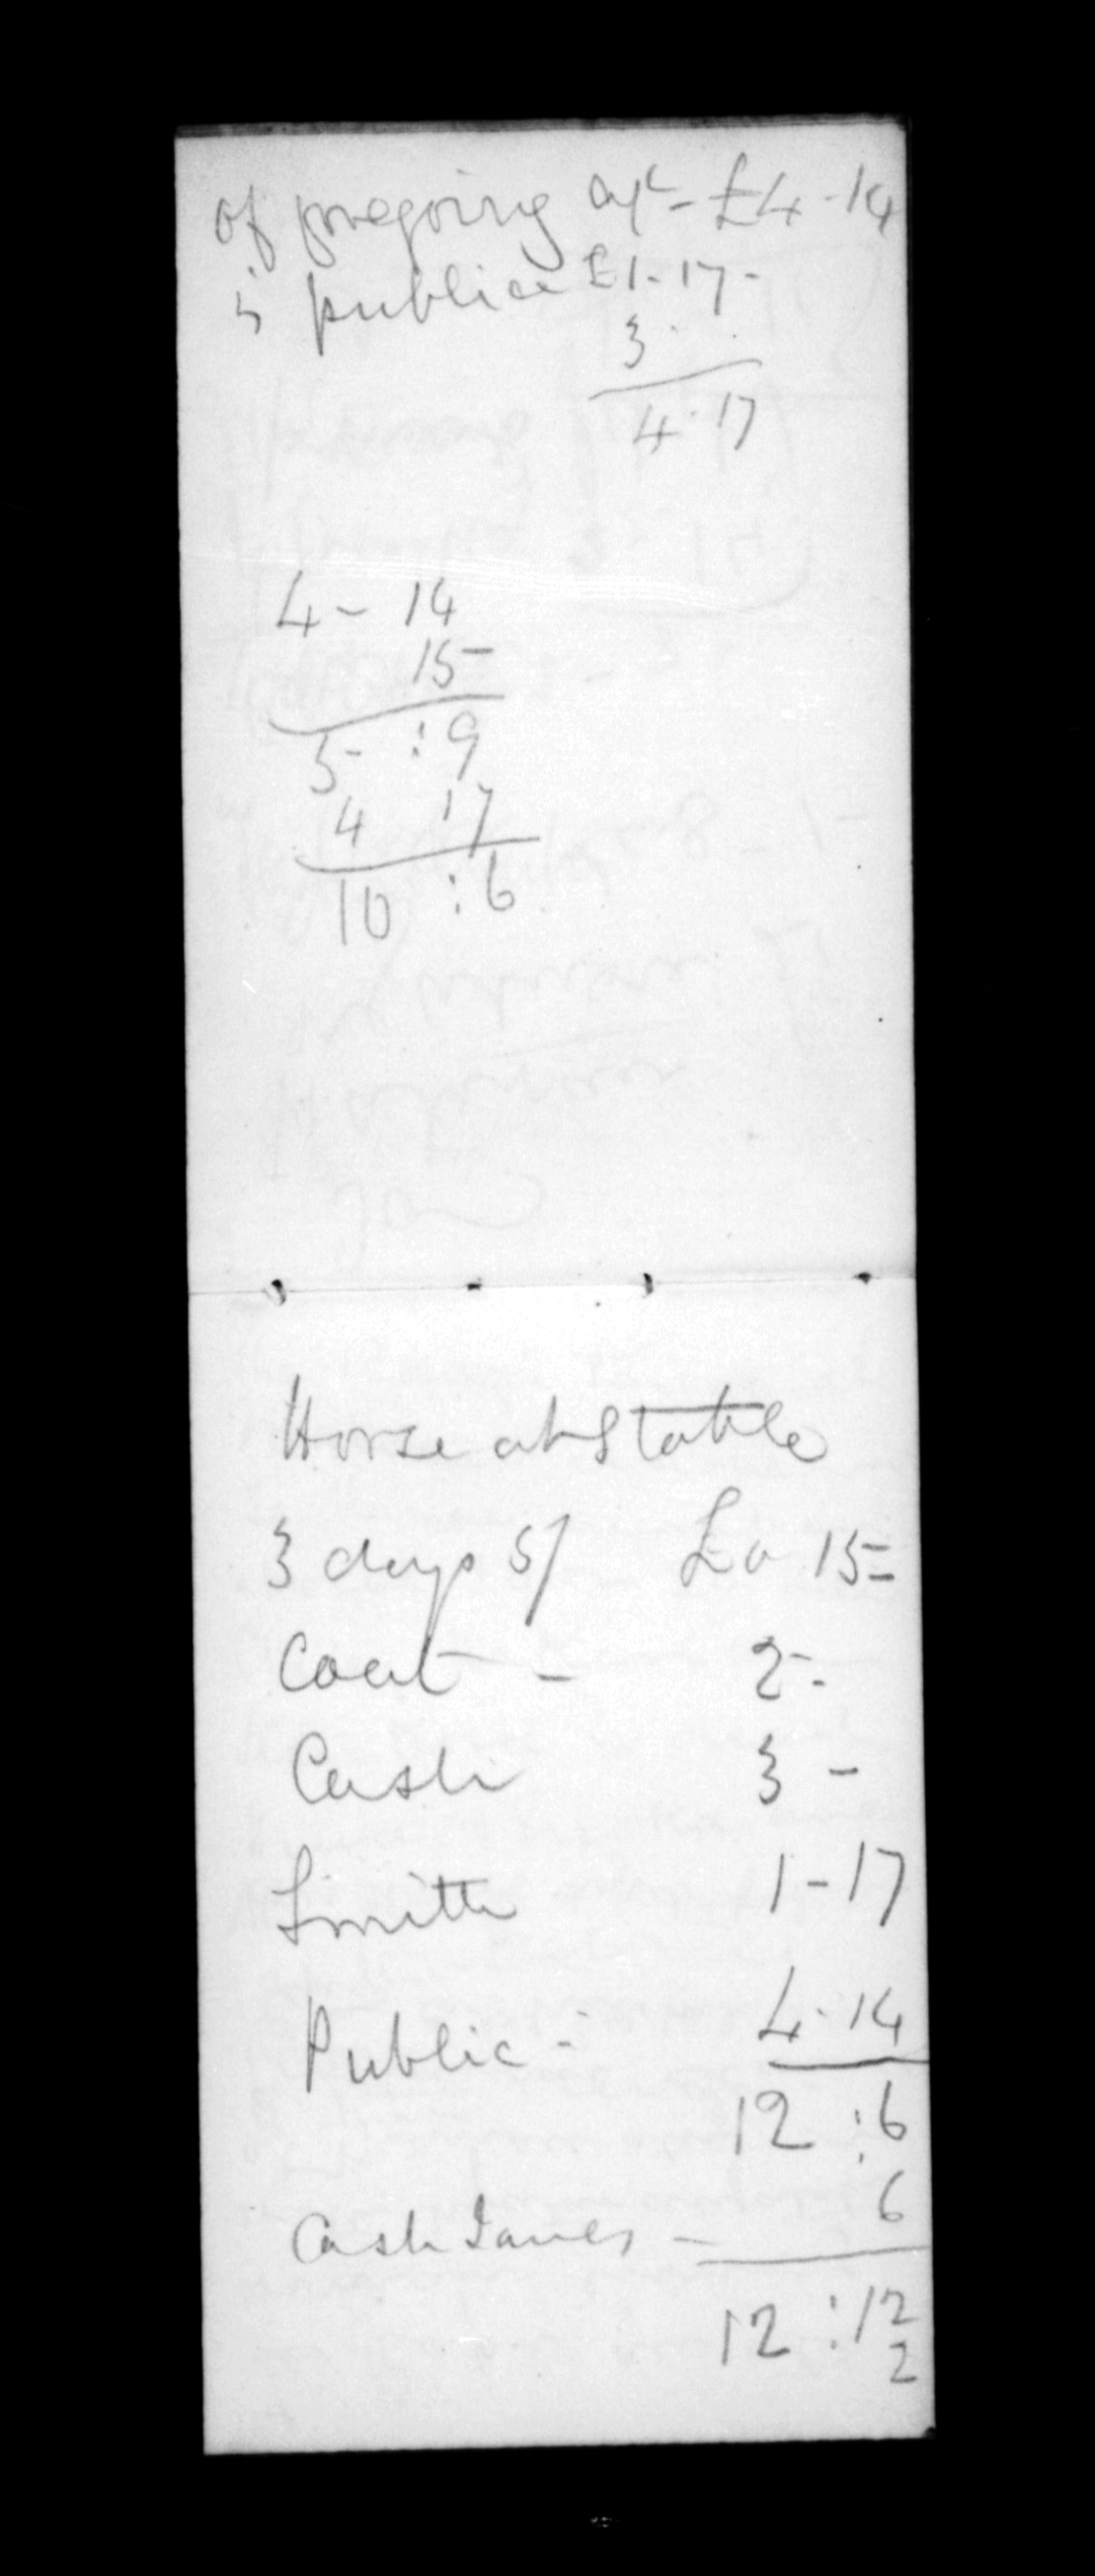 of foregoing a/c - £4-14
is public £1-17-
3 . .
4.17
4 - 14
15-
5- :9
4 17
10 :6
Horse at Stable
3 days 5/ £0 15=
Coat - 2-
Cash 3 -
Smith 1-17
Public - 4-14
12 :6
6
Cash James -
12 :12
2